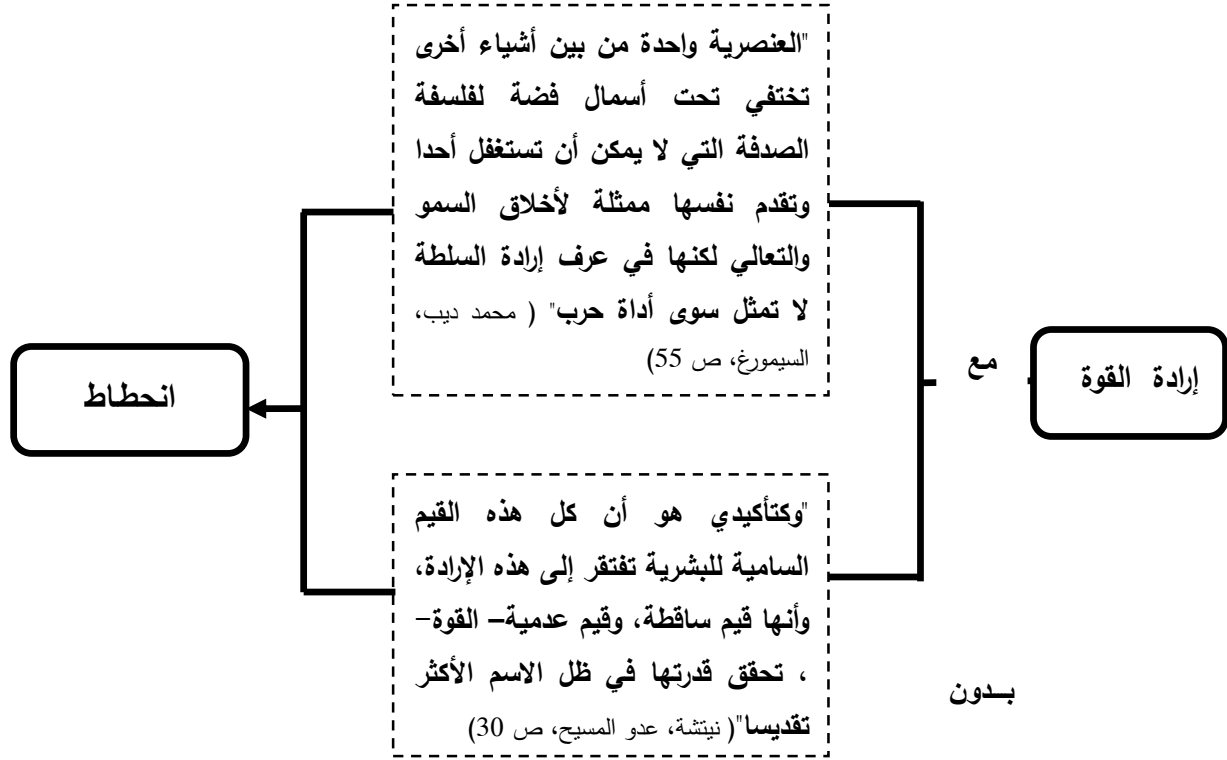 "العنصرية واحدة من بين أشياء أخرى
تختفي تحت أسمال فضة لفلسفة
الصدفة التي لا يمكن أن تستغفل أحدا
وتقدم نفسها ممثلة لأخلاق السمو
والتعالي لكنها في عرف إرادة السلطة
لا تمثل سوى أداة حرب" ( محمد ديب،
السيمورغ، ص 55)
إرادة القوة
مع
انحطاط
"وكتأكيدي هو أن كل هذه القيم
السامية للبشرية تفتقر إلى هذه الإرادة،
وأنها قيم ساقطة، وقيم عدمية– القوة-
، تحقق قدرتها في ظل الاسم الأكثر
تقديسا"( نيتشة، عدو المسيح، ص 30)
بــدون